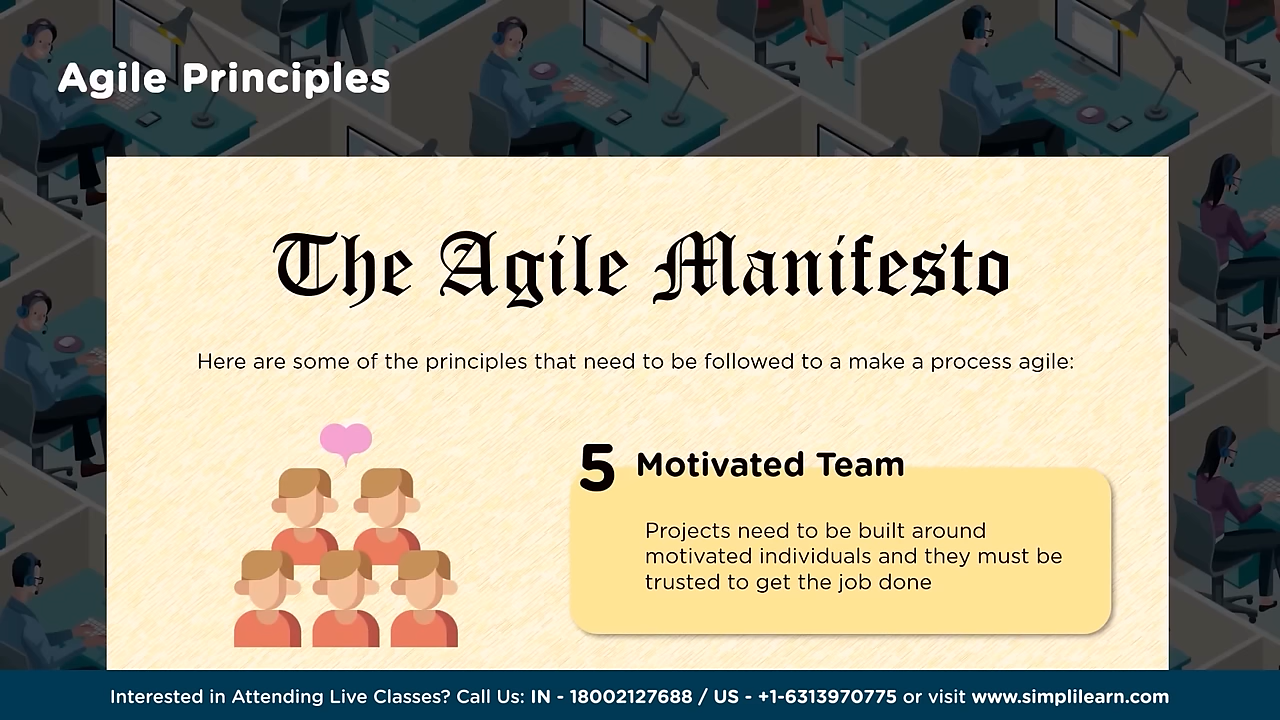 Agile Principles
The Agile Manifesto
Here are some of the principles that need to be followed to a make a process agile:
5 Motivated Team
Projects need to be built around
motivated individuals and they must be
trusted to get the job done
Interested in Attending Live Classes? Call Us: IN - 18002127688 / US - +1-6313970775 or visit www.simplilearn.com